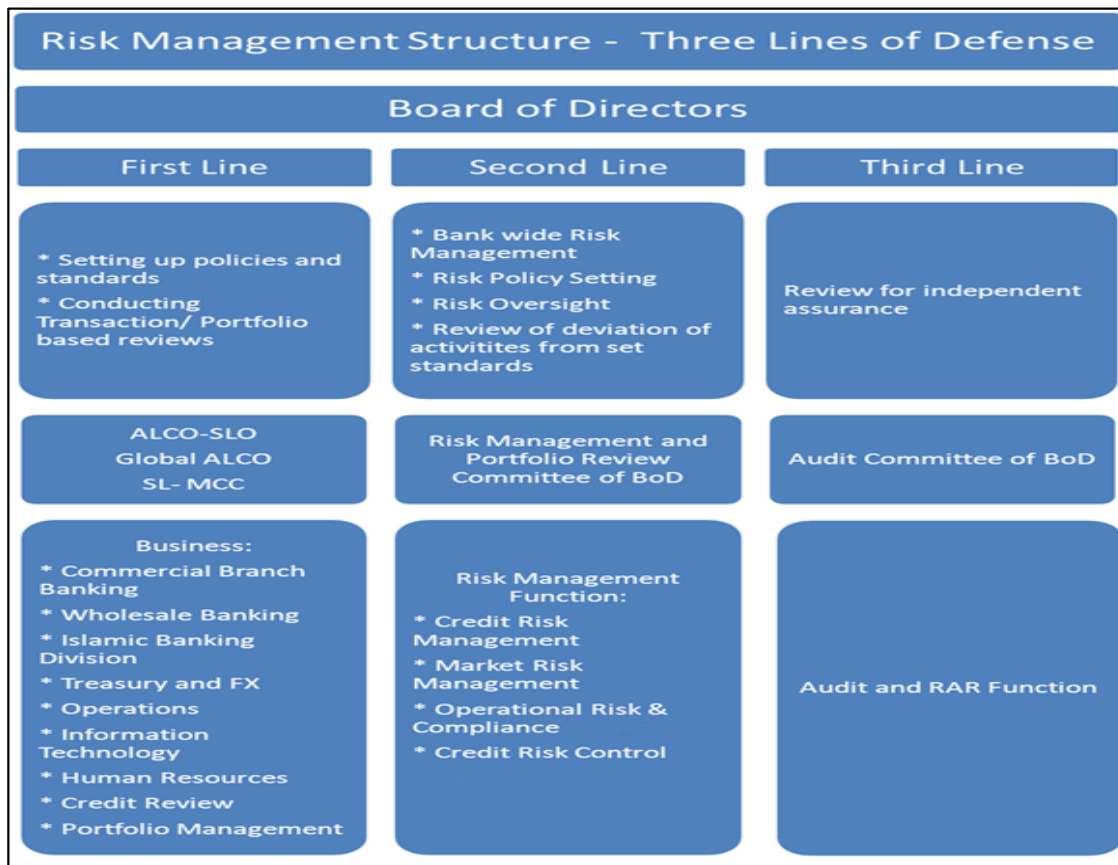 Risk Management Structure - Three Lines of Defense
Board of Directors
First Line
Second Line
Third Line
* Setting up policies and
standards
* Conducting
Transaction/ Portfolio
based reviews
* Bank wide Risk
Management
* Risk Policy Setting
* Risk Oversight
* Review of deviation of
activitites from set
standards
Review for independent
assurance
ALCO-SLO
Global ALCO
SL- MCC
Risk Management and
Portfolio Review
Committee of BoD
Audit Committee of BoD
Business:
* Commercial Branch
Banking
* Wholesale Banking
* Islamic Banking
Division
* Treasury and FX
* Operations
* Information
Technology
* Human Resources
* Credit Review
* Portfolio Management
Risk Management
Function:
* Credit Risk
Management
* Market Risk
Management
* Operational Risk &
Compliance
* Credit Risk Control
Audit and RAR Function